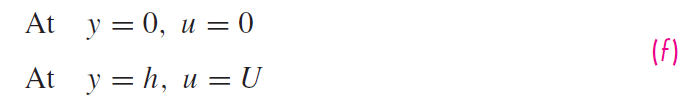 At y = 0, u = 0
(f)
At y = h, u = U